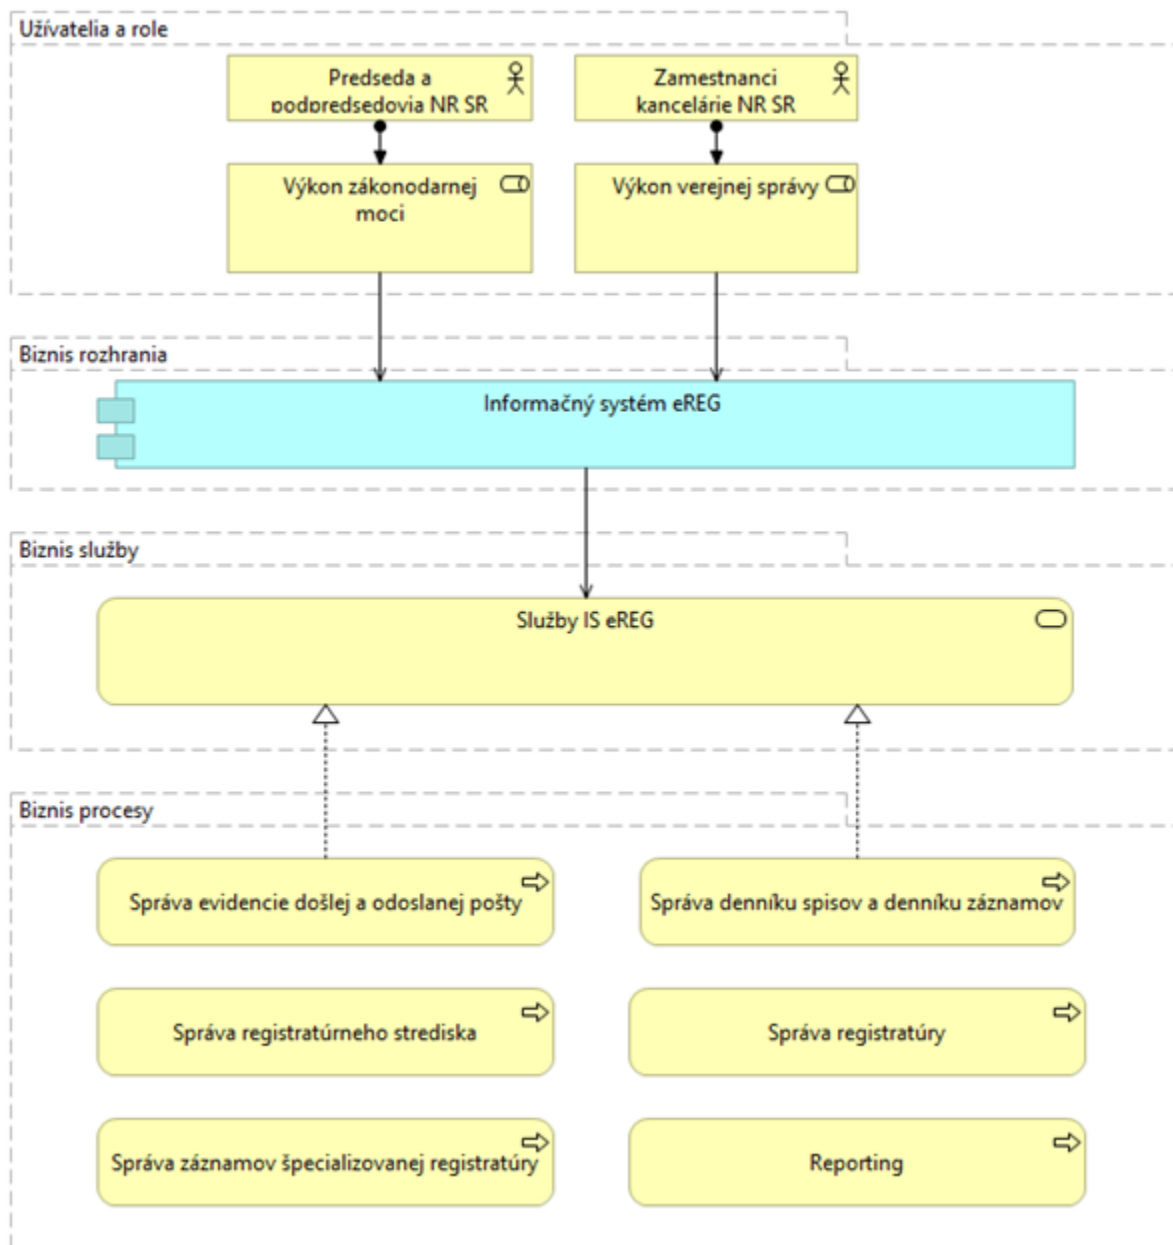 Užívatelia a role
Predseda a
podpredsedovia NR SR
Zamestnanci
kancelárie NR SR
Výkon zákonodarnej
moci
Výkon verejnej správy
Biznis rozhrania
Informačný systém eREG
Biznis služby
Služby IS eREG
Biznis procesy
Správa evidencie došlej a odoslanej pošty
Správa denníku spisov a denníku záznamov
Správa registratúrneho strediska
Správa registratúry
Správa záznamov špecializovanej registratúry
Reporting